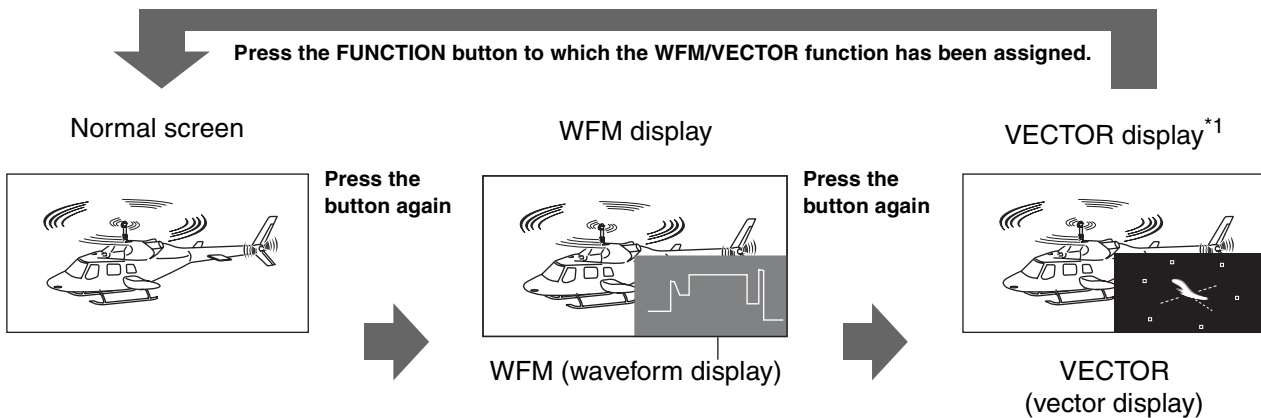 Press the FUNCTION button to which the WFM/VECTOR function has been assigned.
Normal screen
WFM display
VECTOR display*1
Press the
button again
Press the
button again
WFM (waveform display)
VECTOR
(vector display)